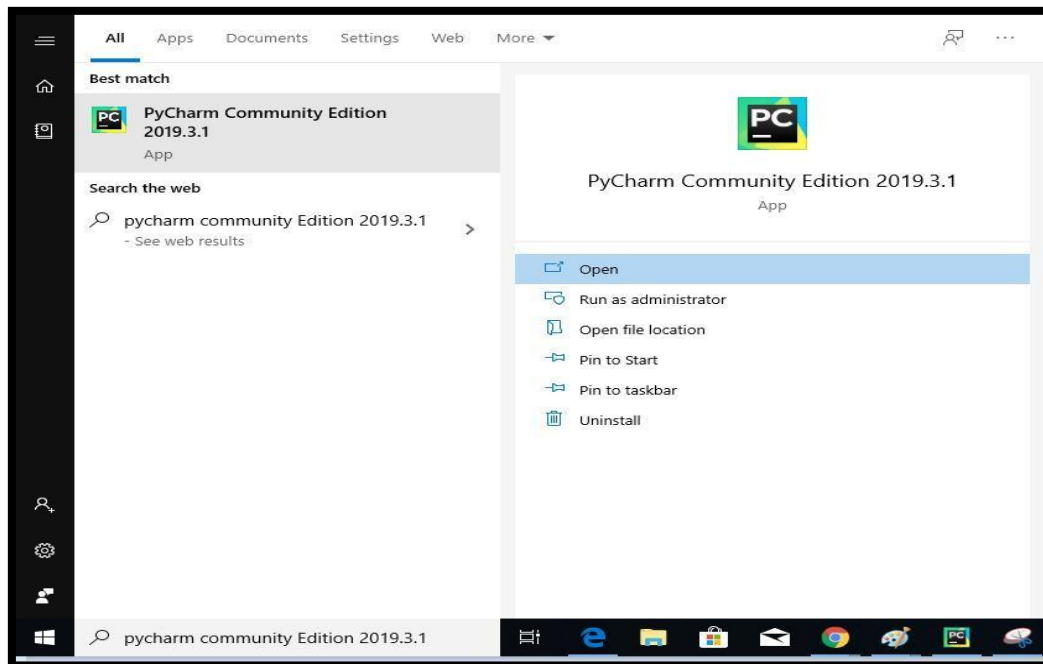 All Apps Documents Settings Web More
Best match
PC
PyCharm Community Edition
2019.3.1
App
Search the web
pycharm community Edition 2019.3.1
- See web results
PC
PyCharm Community Edition 2019.3.1
App
Open
Run as administrator
Open file location
Pin to Start
Pin to taskbar
Uninstall
pycharm community Edition 2019.3.1
PC